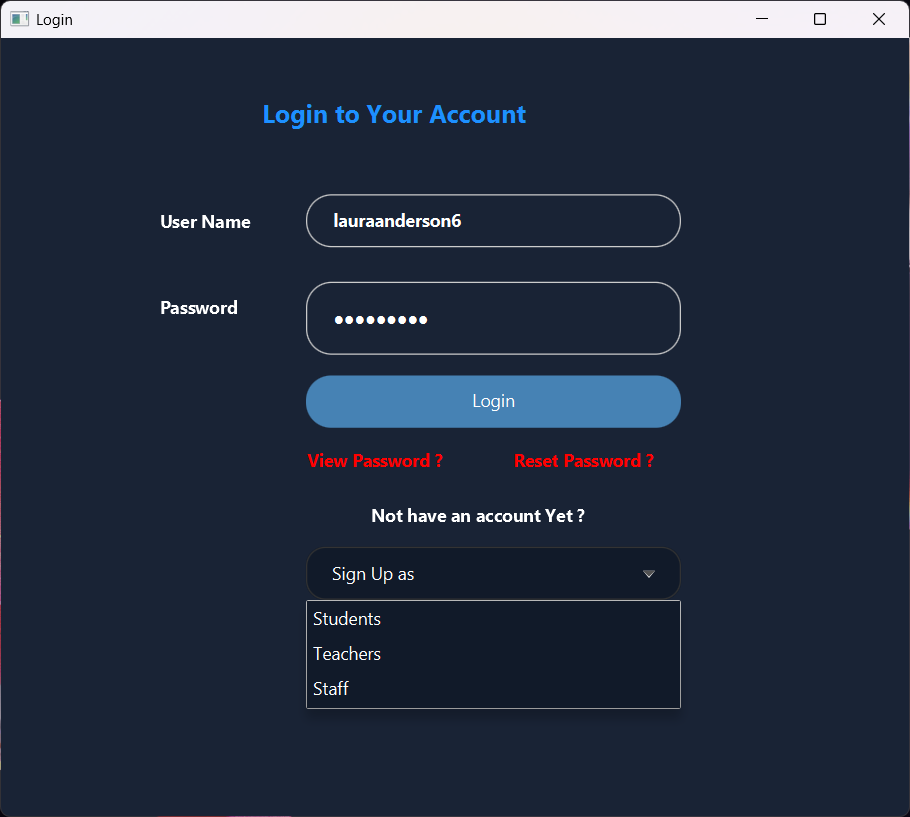 Login
Login to Your Account
User Name
lauraanderson6
Password
●●●●●●●●●
Login
View Password ? Reset Password ?
Not have an account Yet ?
Sign Up as
Students
Teachers
Staff